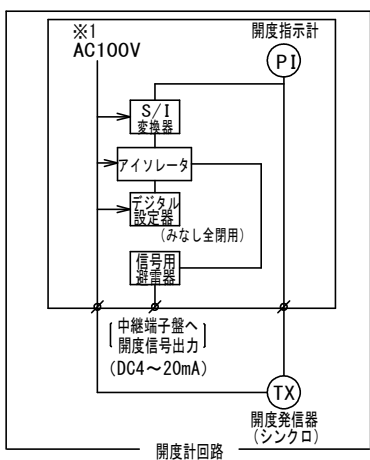 ※1
AC100V
開度指示計
PI
S/I
変換器
アイソレータ
デジタル
設定器
(みなし全閉用)
信号用
避雷器
中継端子盤へ
開度信号出力
(DC4～20mA)
TX
開度発信器
(シンクロ)
開度計回路